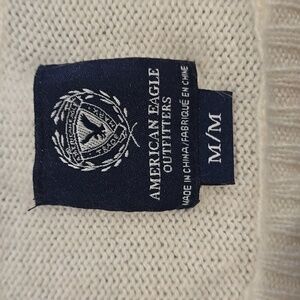 AMERICAN EAGLE
OUTFITTERS
MADE IN CHINA/FABRIQUÉ EN CHINE
M/M